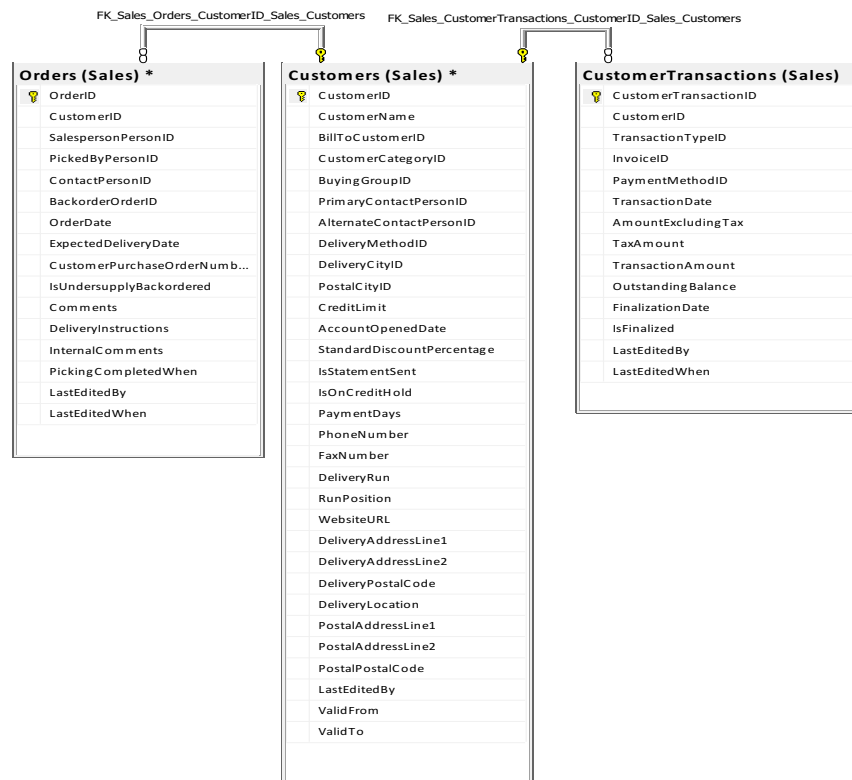 FK_Sales_Orders_CustomerID_Sales_Customers
FK_Sales_CustomerTransactions_CustomerID_Sales_Customers
Orders (Sales) *
OrderID
CustomerID
SalespersonPersonID
PickedByPersonID
ContactPersonID
BackorderOrderID
OrderDate
ExpectedDeliveryDate
CustomerPurchaseOrderNumb...
IsUndersupplyBackordered
Comments
DeliveryInstructions
InternalComments
PickingCompletedWhen
LastEditedBy
LastEditedWhen
Customers (Sales) *
CustomerID
CustomerName
BillToCustomerID
CustomerCategoryID
BuyingGroupID
PrimaryContactPersonID
AlternateContactPersonID
DeliveryMethodID
DeliveryCityID
PostalCityID
CreditLimit
AccountOpenedDate
StandardDiscountPercentage
IsStatementSent
IsOnCreditHold
PaymentDays
PhoneNumber
FaxNumber
DeliveryRun
RunPosition
WebsiteURL
DeliveryAddressLine1
DeliveryAddressLine2
DeliveryPostalCode
DeliveryLocation
PostalAddressLine1
PostalAddressLine2
PostalPostalCode
LastEditedBy
ValidFrom
ValidTo
CustomerTransactions (Sales)
CustomerTransactionID
CustomerID
TransactionTypeID
InvoiceID
PaymentMethodID
TransactionDate
AmountExcludingTax
TaxAmount
TransactionAmount
OutstandingBalance
FinalizationDate
IsFinalized
LastEditedBy
LastEditedWhen